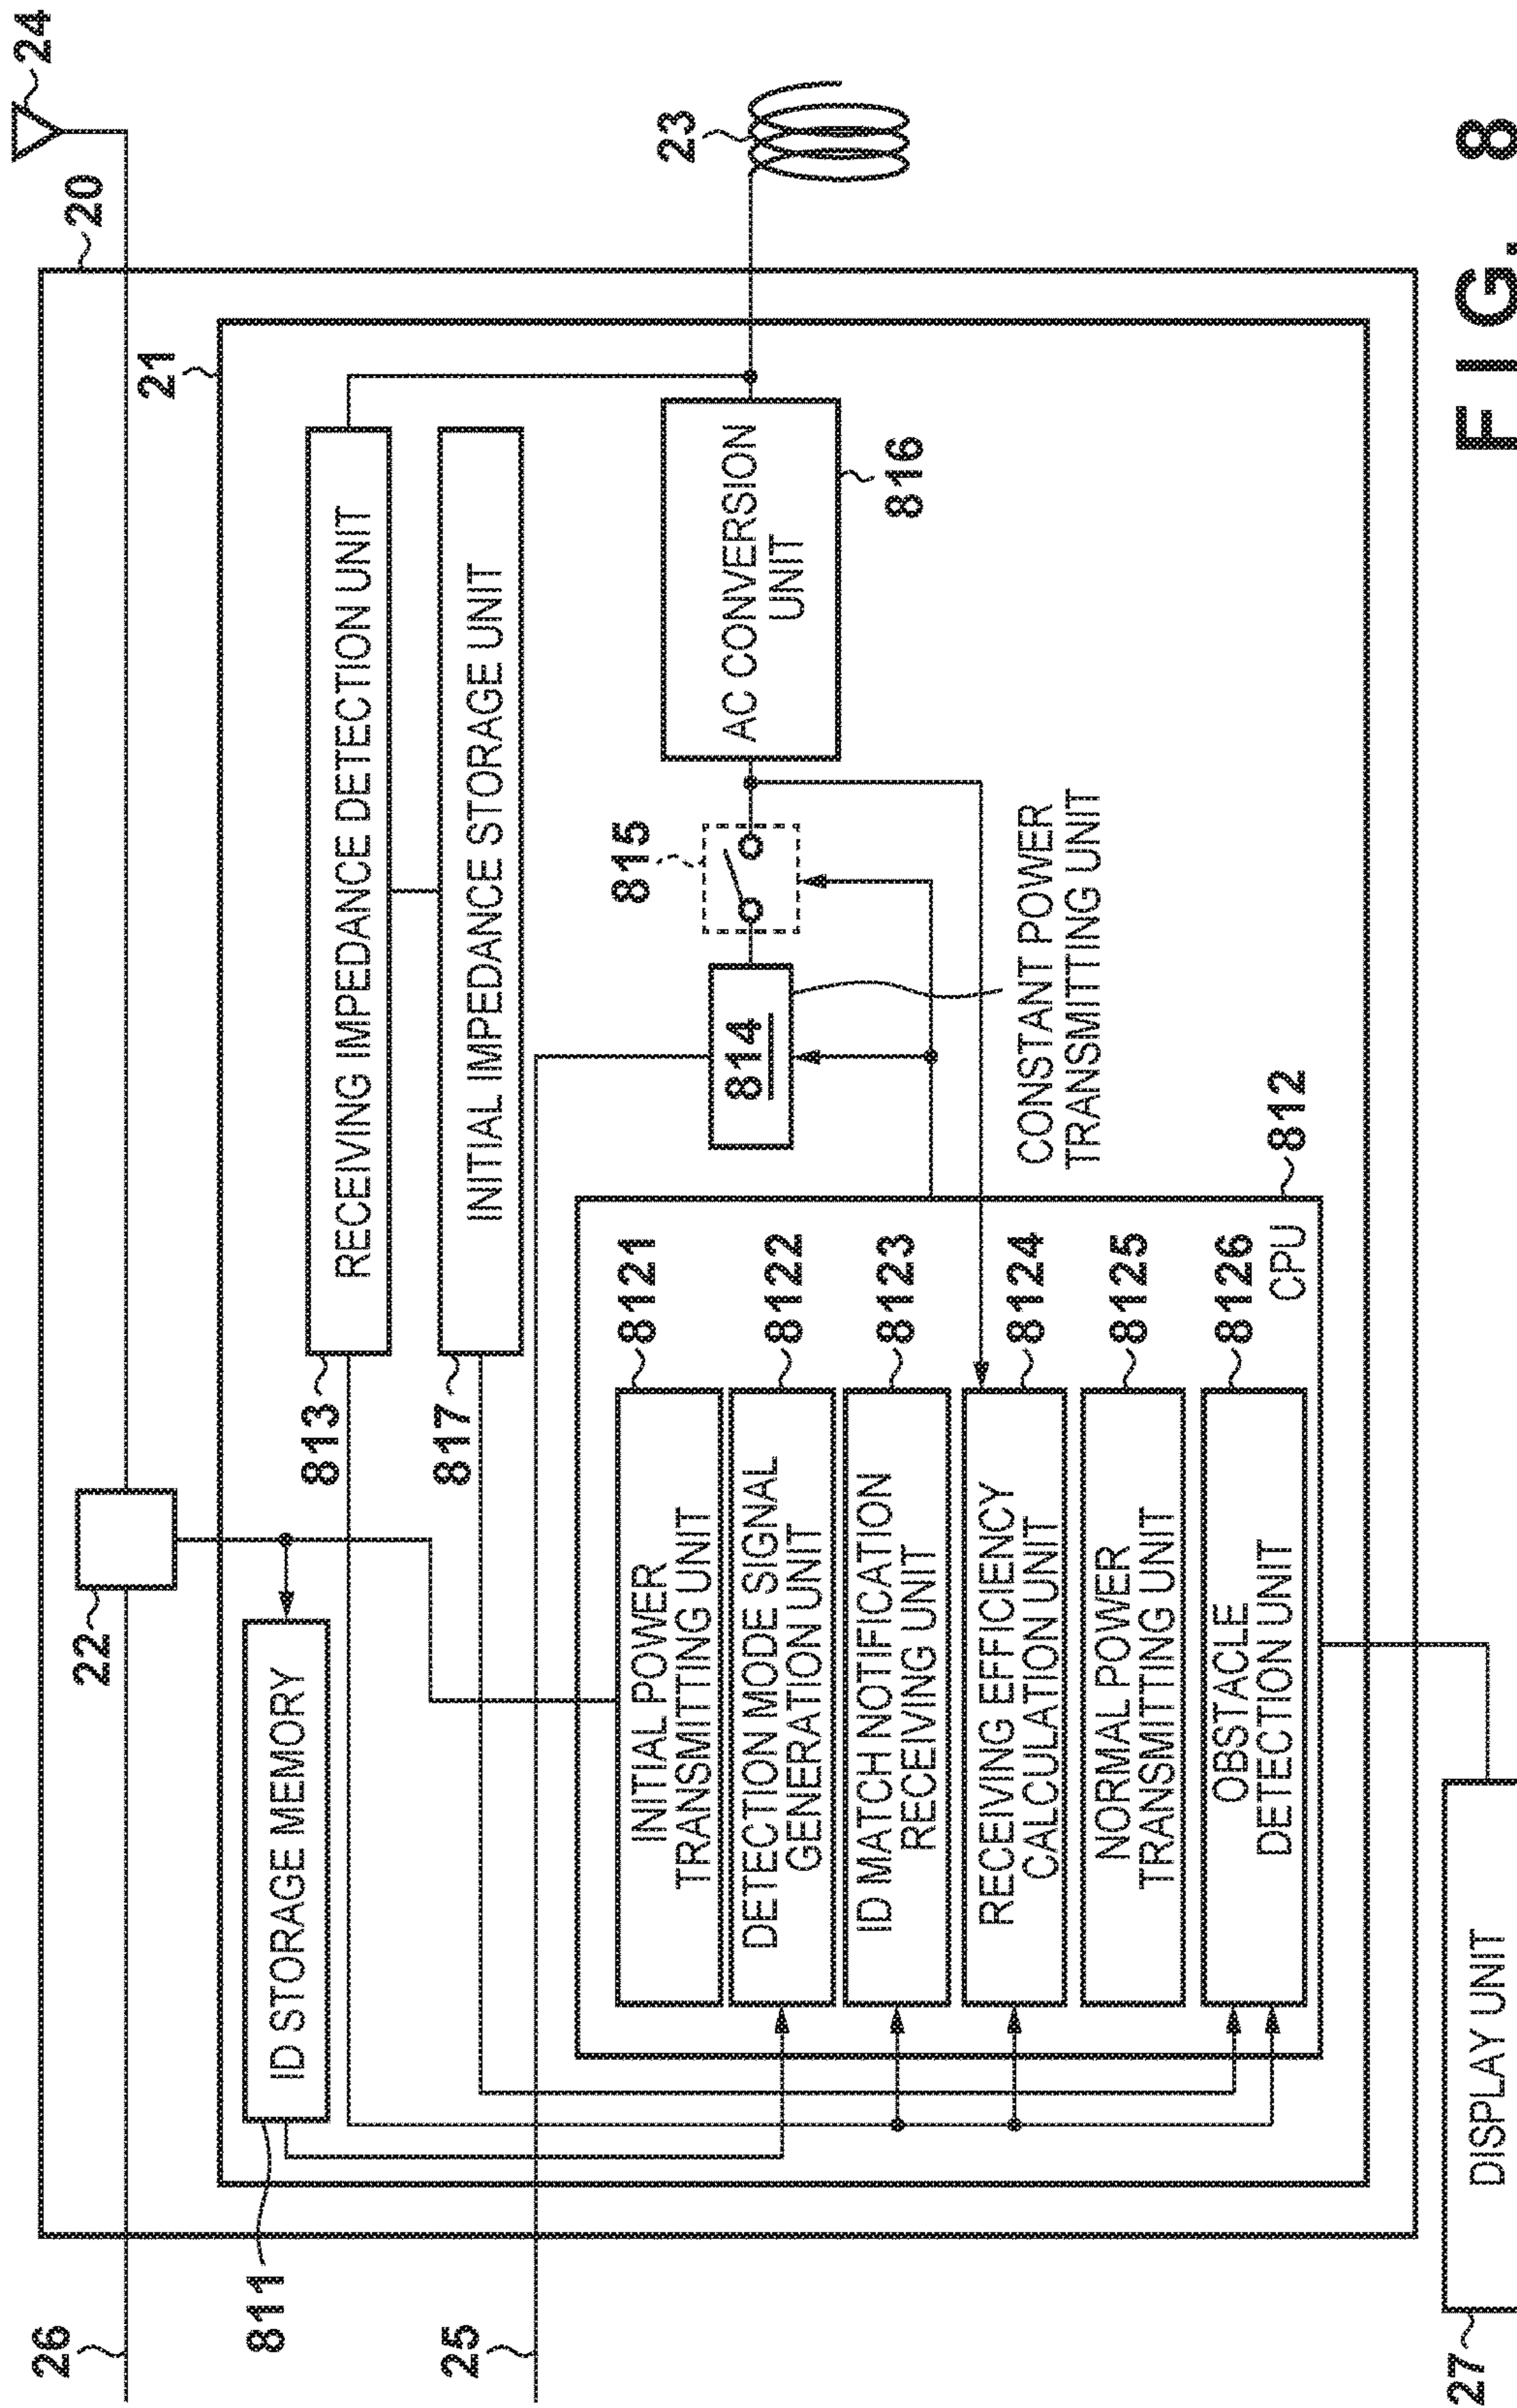 26
22
20
24
811
ID STORAGE MEMORY
21
813
RECEIVING IMPEDANCE DETECTION UNIT
817
INITIAL IMPEDANCE STORAGE UNIT
25
INITIAL POWER
TRANSMITTING UNIT
8121
DETECTION MODE SIGNAL
GENERATION UNIT
8122
ID MATCH NOTIFICATION
RECEIVING UNIT
8123
RECEIVING EFFICIENCY
CALCULATION UNIT
8124
NORMAL POWER
TRANSMITTING UNIT
8125
OBSTACLE
DETECTION UNIT
8126
CPU
812
814
815
CONSTANT POWER
TRANSMITTING UNIT
AC CONVERSION
UNIT
816
23
27
DISPLAY UNIT
FIG. 8